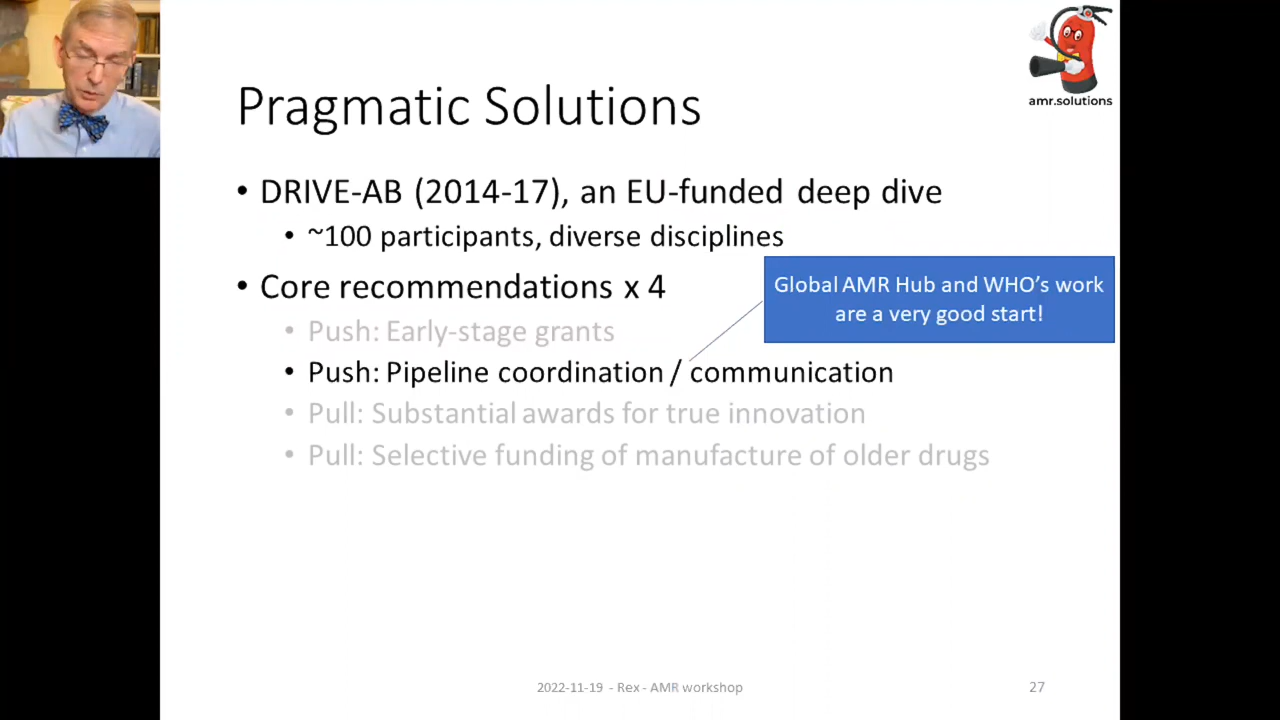 amr.solutions
Pragmatic Solutions
• DRIVE-AB (2014-17), an EU-funded deep dive
• ~100 participants, diverse disciplines
• Core recommendations x 4
Global AMR Hub and WHO’s work
are a very good start!
• Push: Early-stage grants
• Push: Pipeline coordination / communication
• Pull: Substantial awards for true innovation
• Pull: Selective funding of manufacture of older drugs
2022-11-19 - Rex - AMR workshop
27